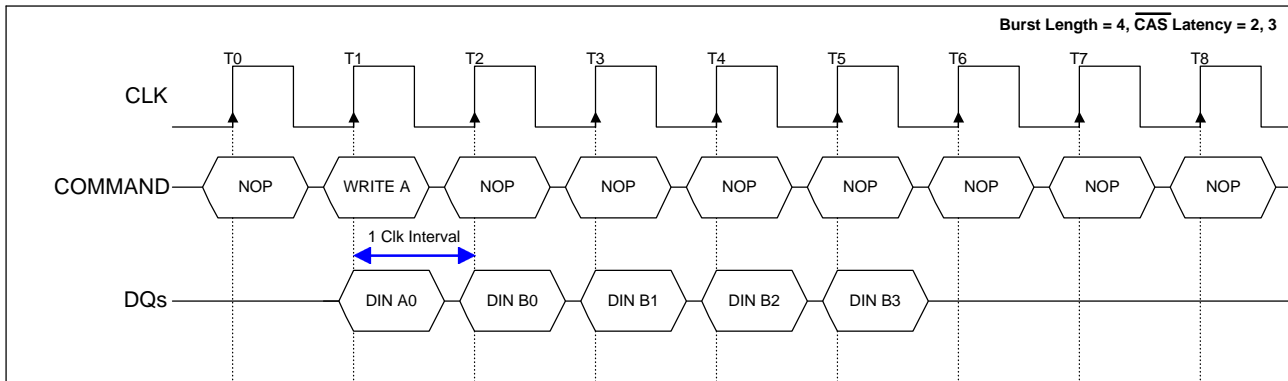 Burst Length = 4, CAS Latency = 2, 3
T0 T1 T2 T3 T4 T5 T6 T7 T8
CLK
COMMAND NOP WRITE A NOP NOP NOP NOP NOP NOP NOP
1 Clk Interval
DQs DIN A0 DIN B0 DIN B1 DIN B2 DIN B3